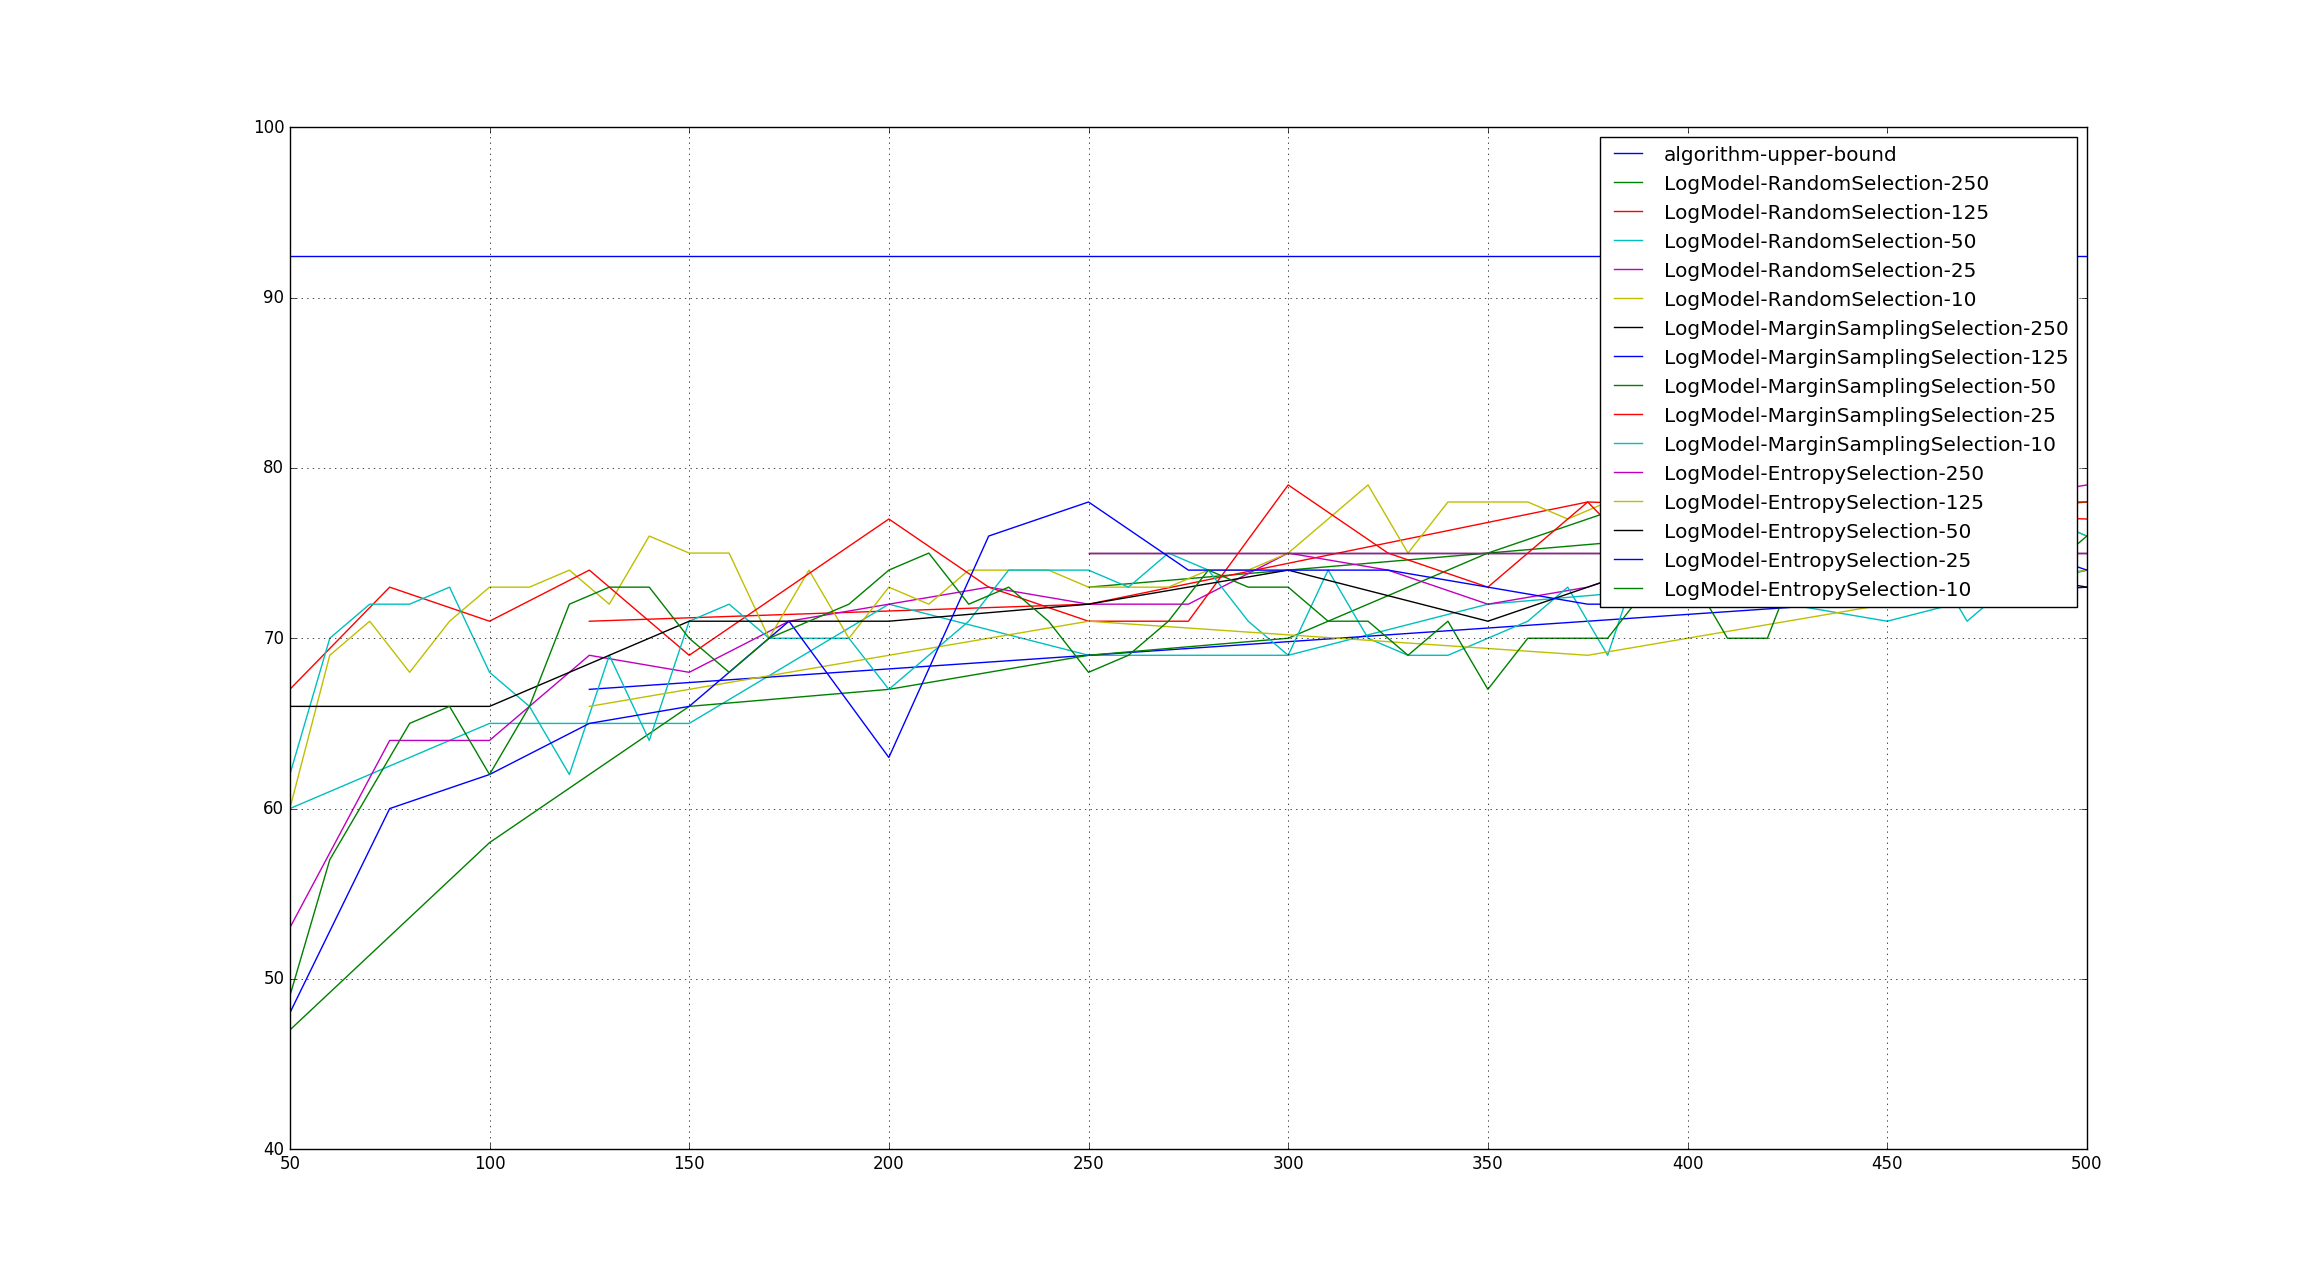 100
90
80
70
60
50
40
50 100 150 200 250 300 350 400 450 500
algorithm-upper-bound
LogModel-RandomSelection-250
LogModel-RandomSelection-125
LogModel-RandomSelection-50
LogModel-RandomSelection-25
LogModel-RandomSelection-10
LogModel-MarginSamplingSelection-250
LogModel-MarginSamplingSelection-125
LogModel-MarginSamplingSelection-50
LogModel-MarginSamplingSelection-25
LogModel-MarginSamplingSelection-10
LogModel-EntropySelection-250
LogModel-EntropySelection-125
LogModel-EntropySelection-50
LogModel-EntropySelection-25
LogModel-EntropySelection-10